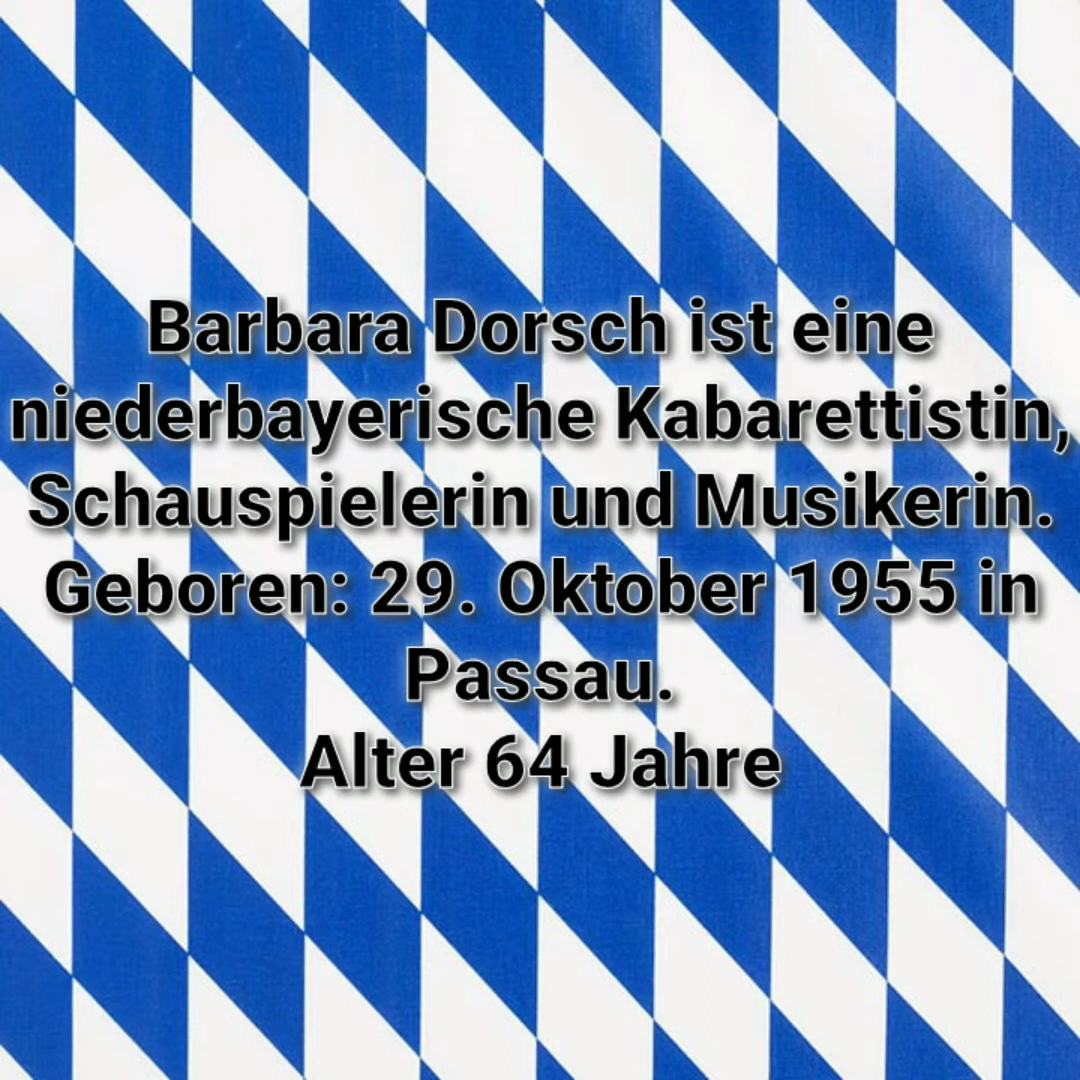 Barbara Dorsch ist eine
niederbayerische Kabarettistin,
Schauspielerin und Musikerin.
Geboren: 29. Oktober 1955 in
Passau.
Alter 64 Jahre